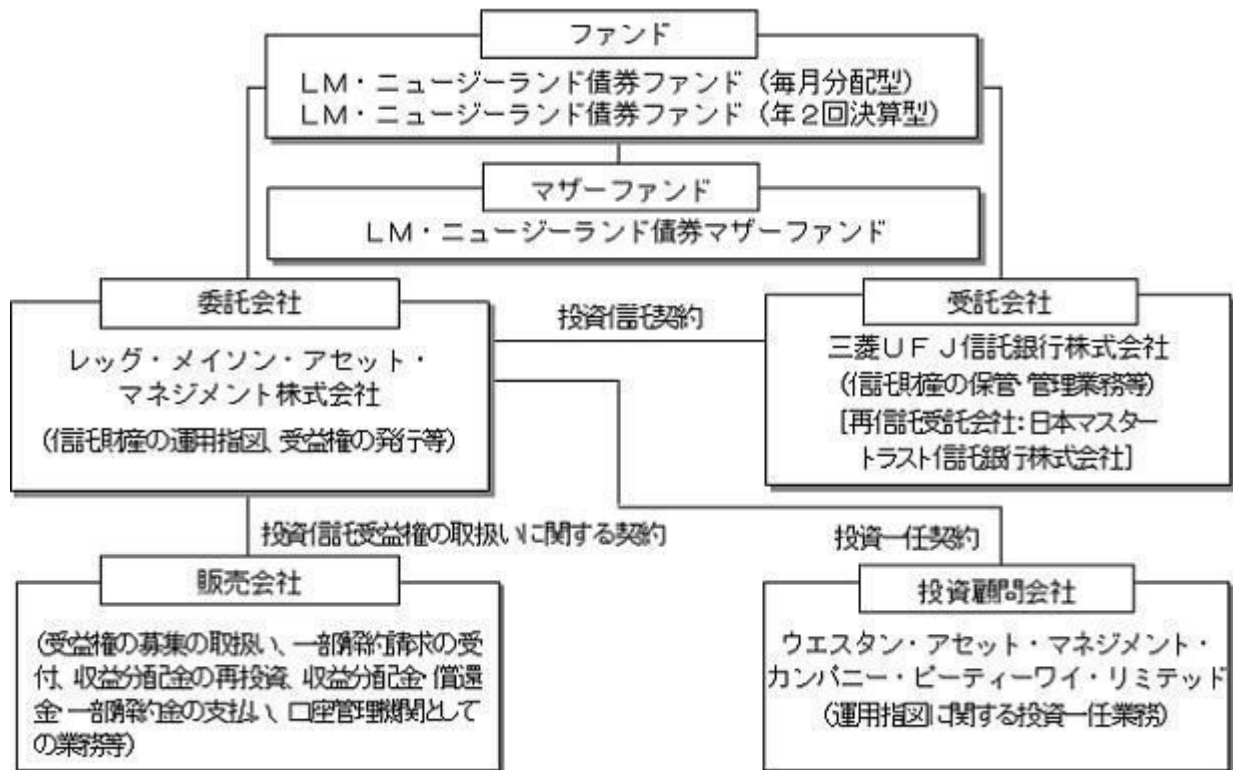 ファンド
LM・ニュージーランド債券ファンド(毎月分配型)
LM・ニュージーランド債券ファンド(年2回決算型)
マザーファンド
LM・ニュージーランド債券マザーファンド
委託会社
レッグ・メイソン・アセット・
マネジメント株式会社
(信託財産の運用指図、受益権の発行等)
投資信託契約
受託会社
三菱UFJ信託銀行株式会社
(信託財産の保管・管理業務等)
[再信託受託会社:日本マスター
トラスト信託銀行株式会社]
投資信託受益権の取扱いに関する契約
投資一任契約
販売会社
(受益権の募集の取扱い、一部解約請求の受
付、収益分配金の再投資、収益分配金・償還
金・一部解約金の支払い、口座管理機関として
の業務等)
投資顧問会社
ウエスタン・アセット・マネジメント・
カンパニー・ピーティーワイ・リミテッド
(運用指図に関する投資一任業務)